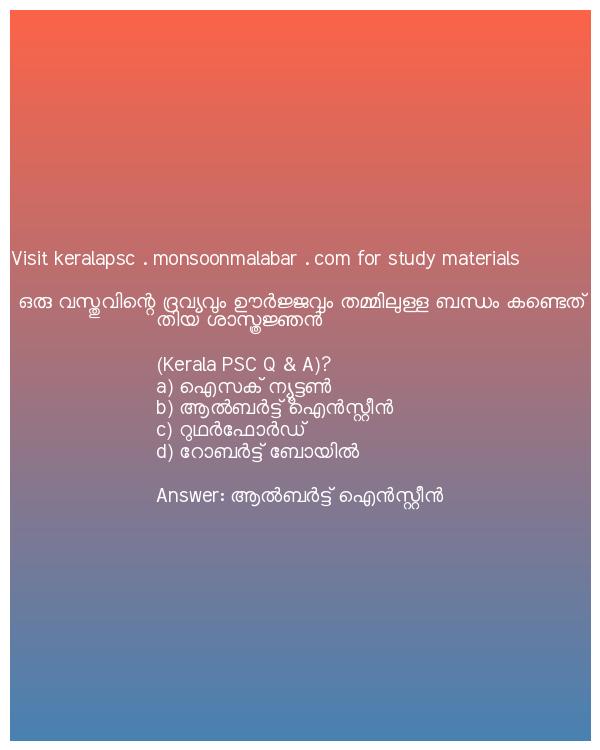 Visit keralapsc . monsoonmalabar . com for study materials
ഒരു വസ്തുവിന്റെ ദ്രവ്യവും ഊർജ്ജവും തമ്മിലുള്ള ബന്ധം കണ്ടെത്
തിയ ശാസ്ത്രജ്ഞൻ
(Kerala PSC Q & A)?
a) ഐസക് ന്യൂട്ടൺ
b) ആൽബർട്ട് ഐൻസ്റ്റീൻ
c) റുഥർഫോർഡ്
d) റോബർട്ട് ബോയിൽ
Answer: ആൽബർട്ട് ഐൻസ്റ്റീൻ